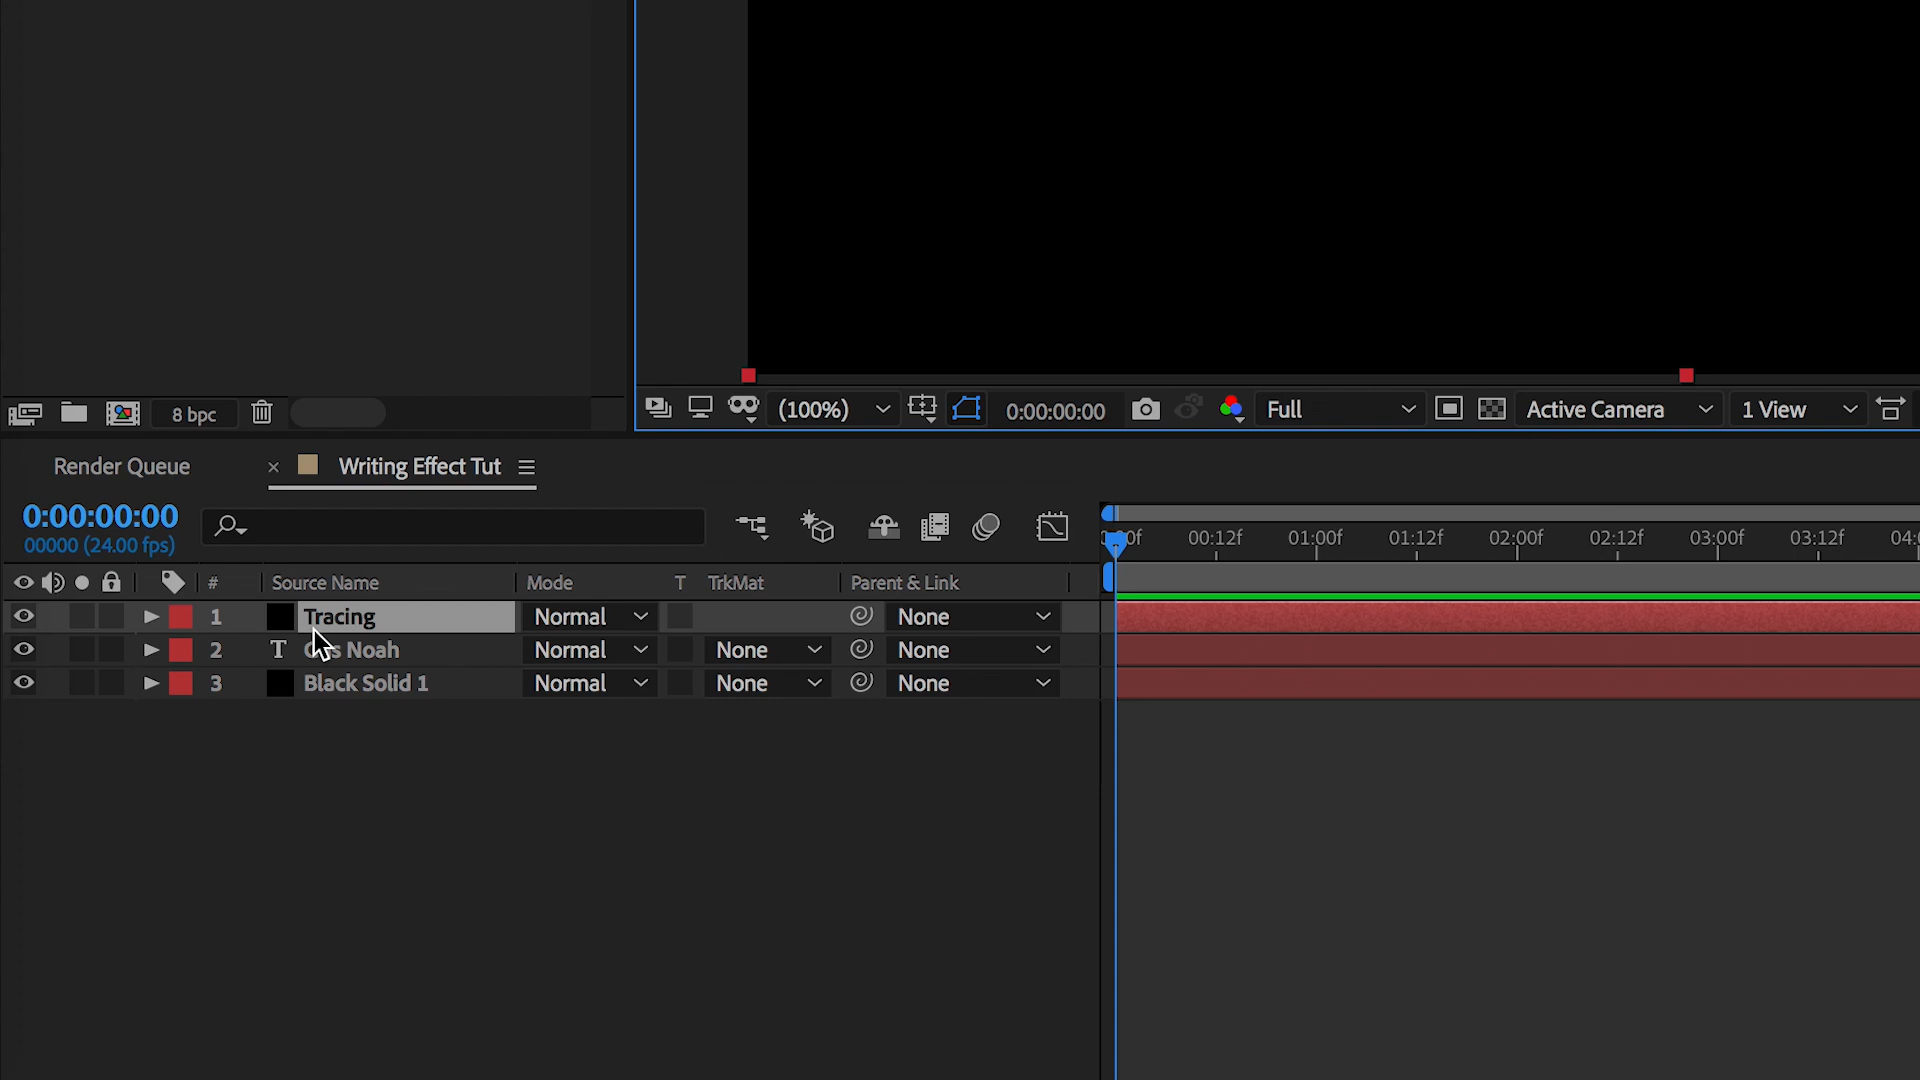 8 bpc
(100%)
0:00:00:00
Full
Active Camera
1 View
Render Queue
× Writing Effect Tut
0:00:00:00
00000 (24.00 fps)
00:12f 01:00f 01:12f 02:00f 02:12f 03:00f 03:12f
# Source Name Mode T TrkMat Parent & Link
1 Tracing Normal None
2 T Noah Normal None None
3 Black Solid 1 Normal None None